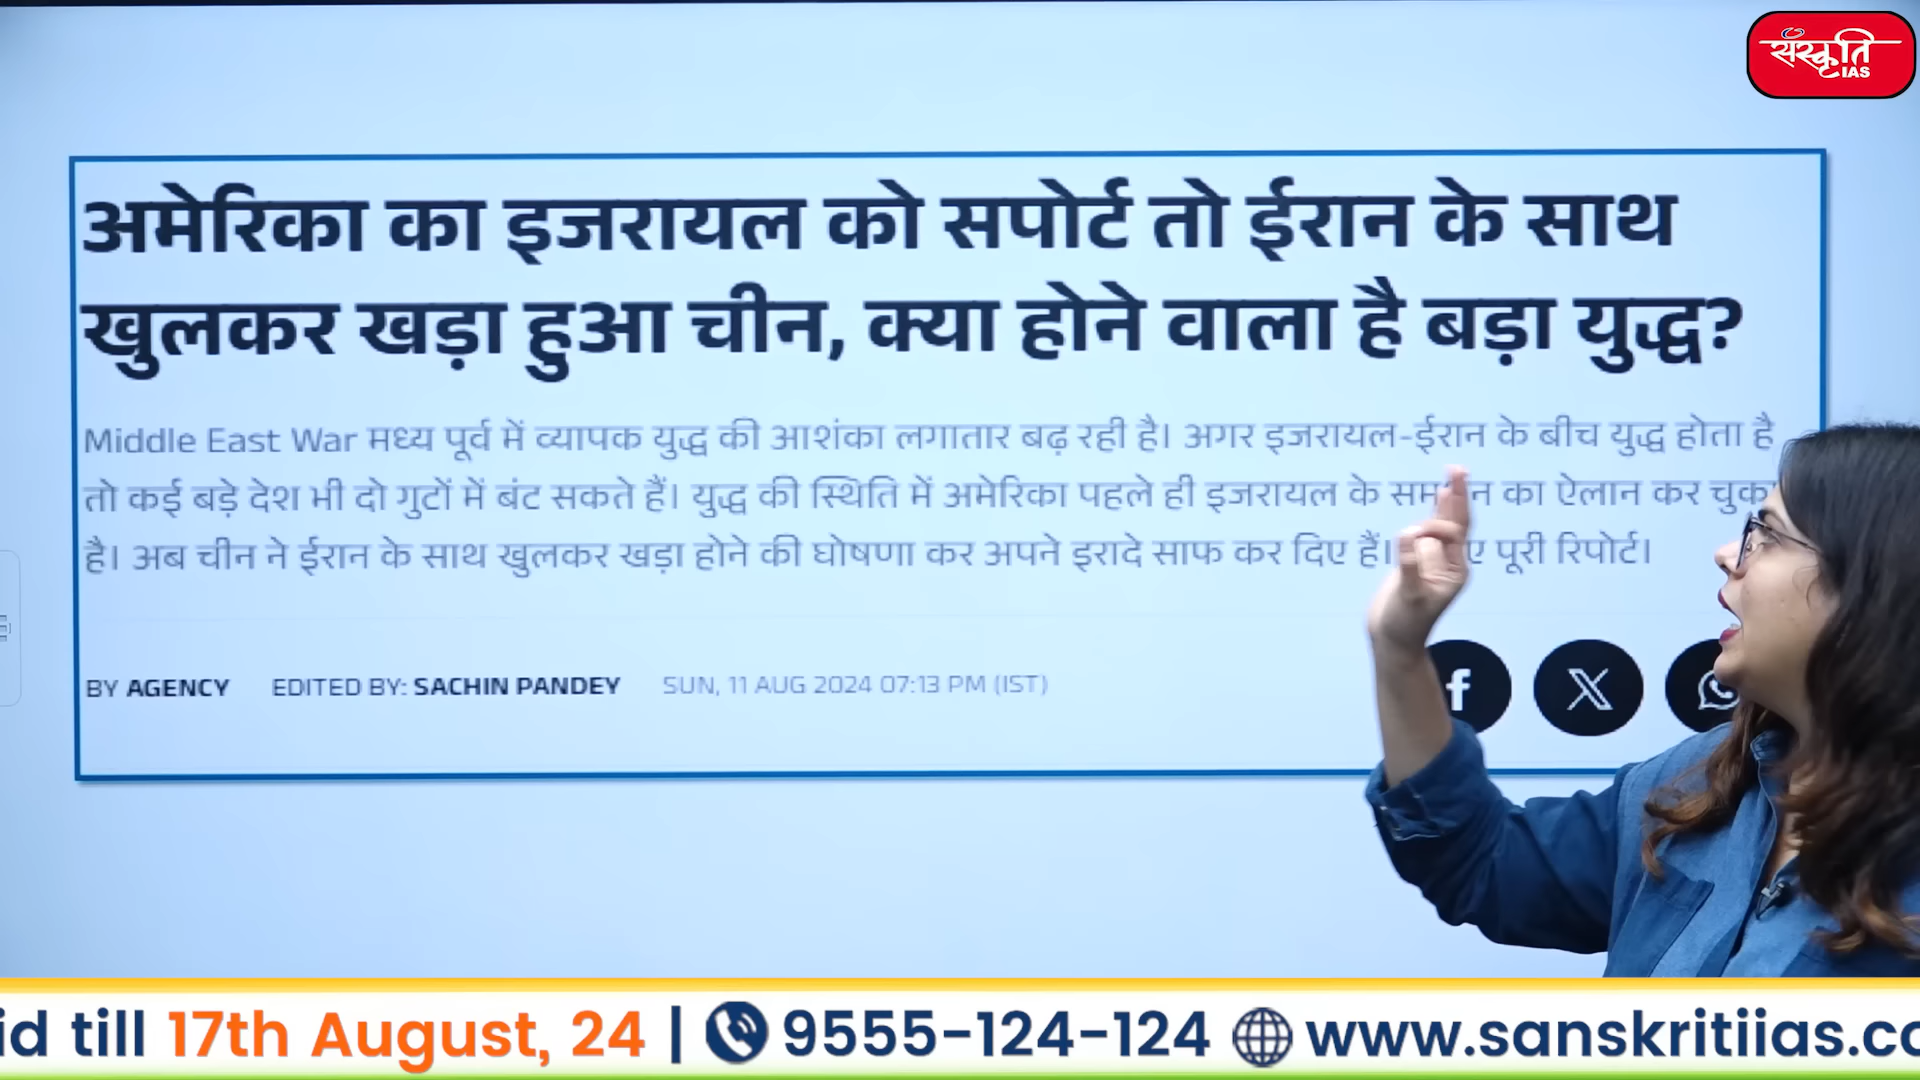 संस्कृति
IAS
अमेरिका का इजरायल को सपोर्ट तो ईरान के साथ
खुलकर खड़ा हुआ चीन, क्या होने वाला है बड़ा युद्ध?
Middle East War मध्य पूर्व में व्यापक युद्ध की आशंका लगातार बढ़ रही है। अगर इजरायल-ईरान के बीच युद्ध होता है
तो कई बड़े देश भी दो गुटों में बंट सकते हैं। युद्ध की स्थिति में अमेरिका पहले ही इजरायल के का ऐलान कर
है। अब चीन ने ईरान के साथ खुलकर खड़ा होने की घोषणा कर अपने इरादे साफ कर दिए हैं। पूरी रिपोर्ट।
BY AGENCY EDITED BY: SACHIN PANDEY SUN, 11 AUG 2024 07:13 PM (IST)
id till 17th August, 24 | 9555-124-124 www.sanskritiias.co